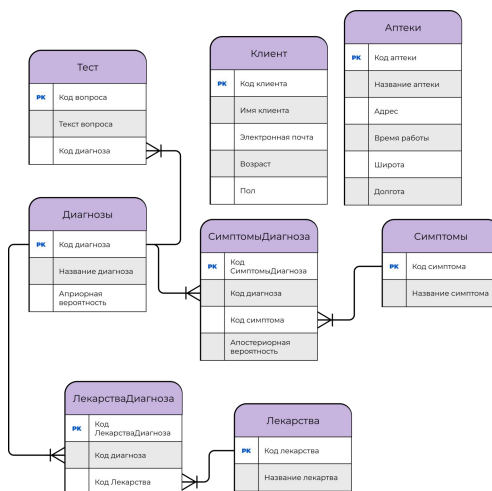 Тест
PK Код вопроса
Текст вопроса
Код диагноза
Клиент
PK Код клиента
Имя клиента
Электронная почта
Возраст
Пол
Аптеки
PK Код аптеки
Название аптеки
Адрес
Время работы
Широта
Долгота
Диагнозы
PK Код диагноза
Название диагноза
Априорная
вероятность
СимптомыДиагноза
PK Код
СимптомыДиагноза
Код диагноза
Код симптома
Апостериорная
вероятность
Симптомы
PK Код симптома
Название симптома
ЛекарстваДиагноза
PK Код
ЛекарстваДиагноза
Код диагноза
Код Лекарства
Лекарства
PK Код лекарства
Название лекартва